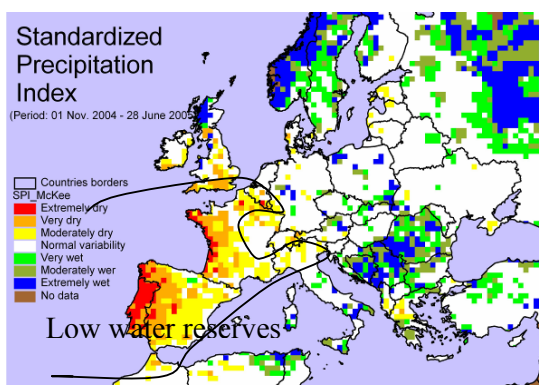 Standardized
Precipitation
Index
(Period: 01 Nov. 2004 - 28 June 2005)
Countries borders
SPI_McKee
Extremely dry
Very dry
Moderately dry
Normal variability
Very wet
Moderately wer
Extremely wet
No data
Low water reserves